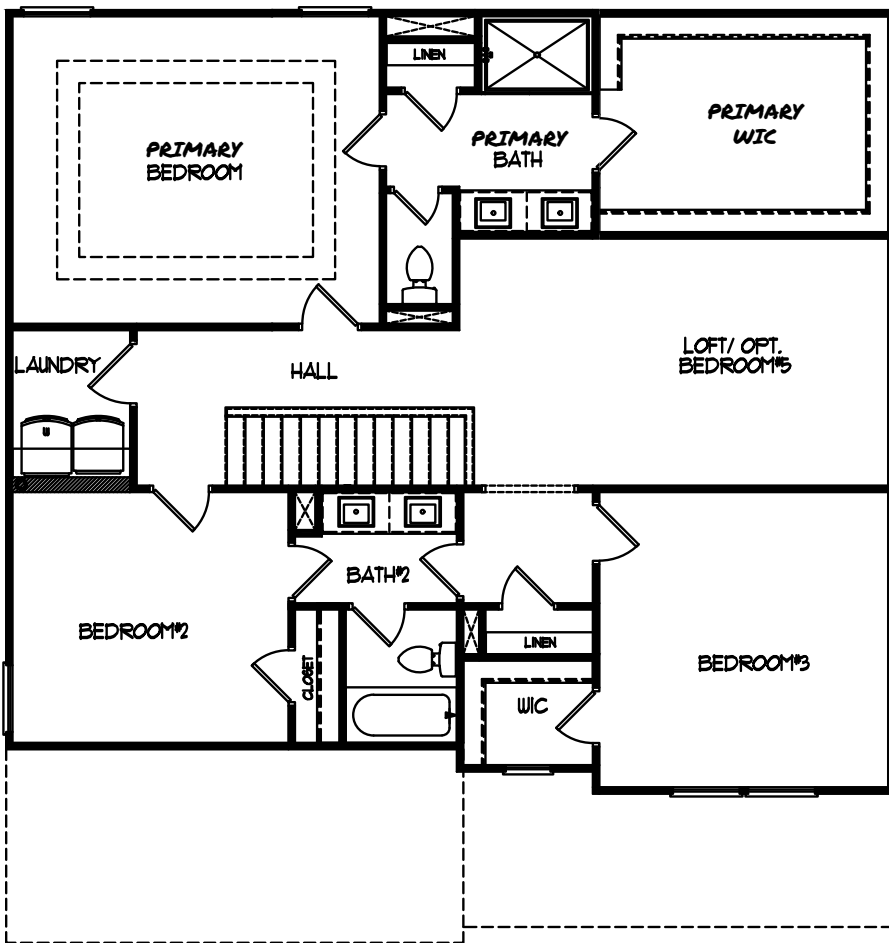 LINEN
PRIMARY
BEDROOM
PRIMARY
BATH
PRIMARY
WIC
LAUNDRY
HALL
LOFT/ OPT.
BEDROOM#5
W
BATH#2
BEDROOM#2
CLOSET
LINEN
BEDROOM#3
WIC